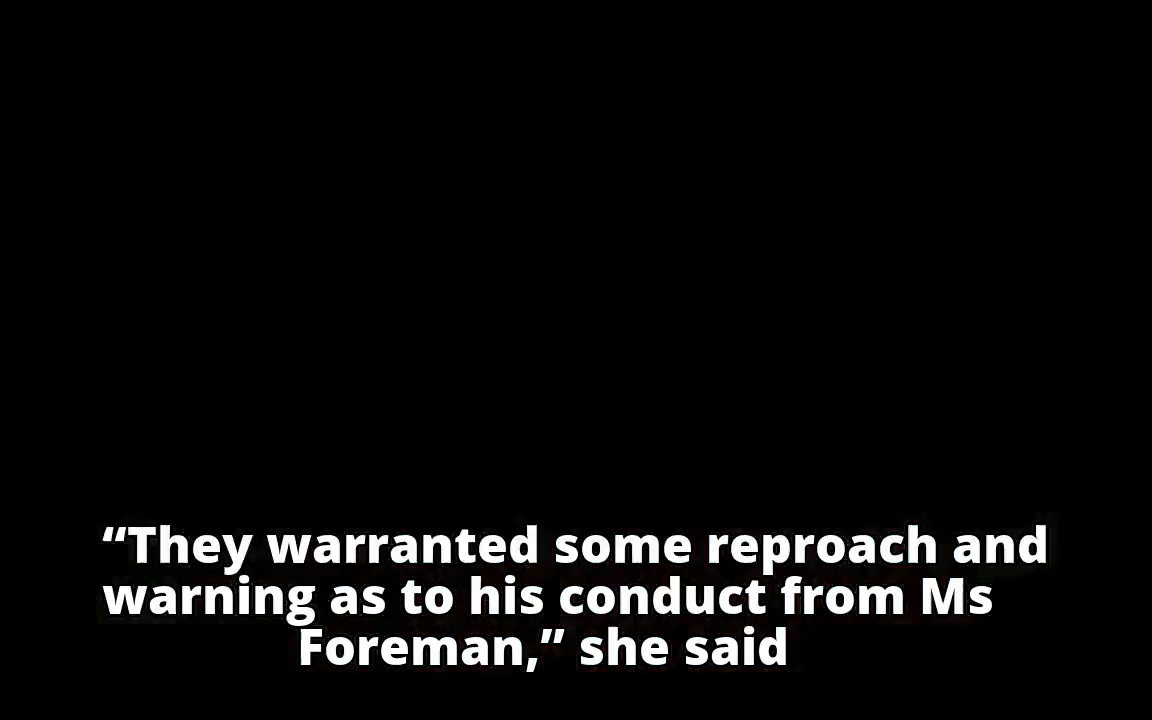 “They warranted some reproach and
warning as to his conduct from Ms
Foreman,” she said